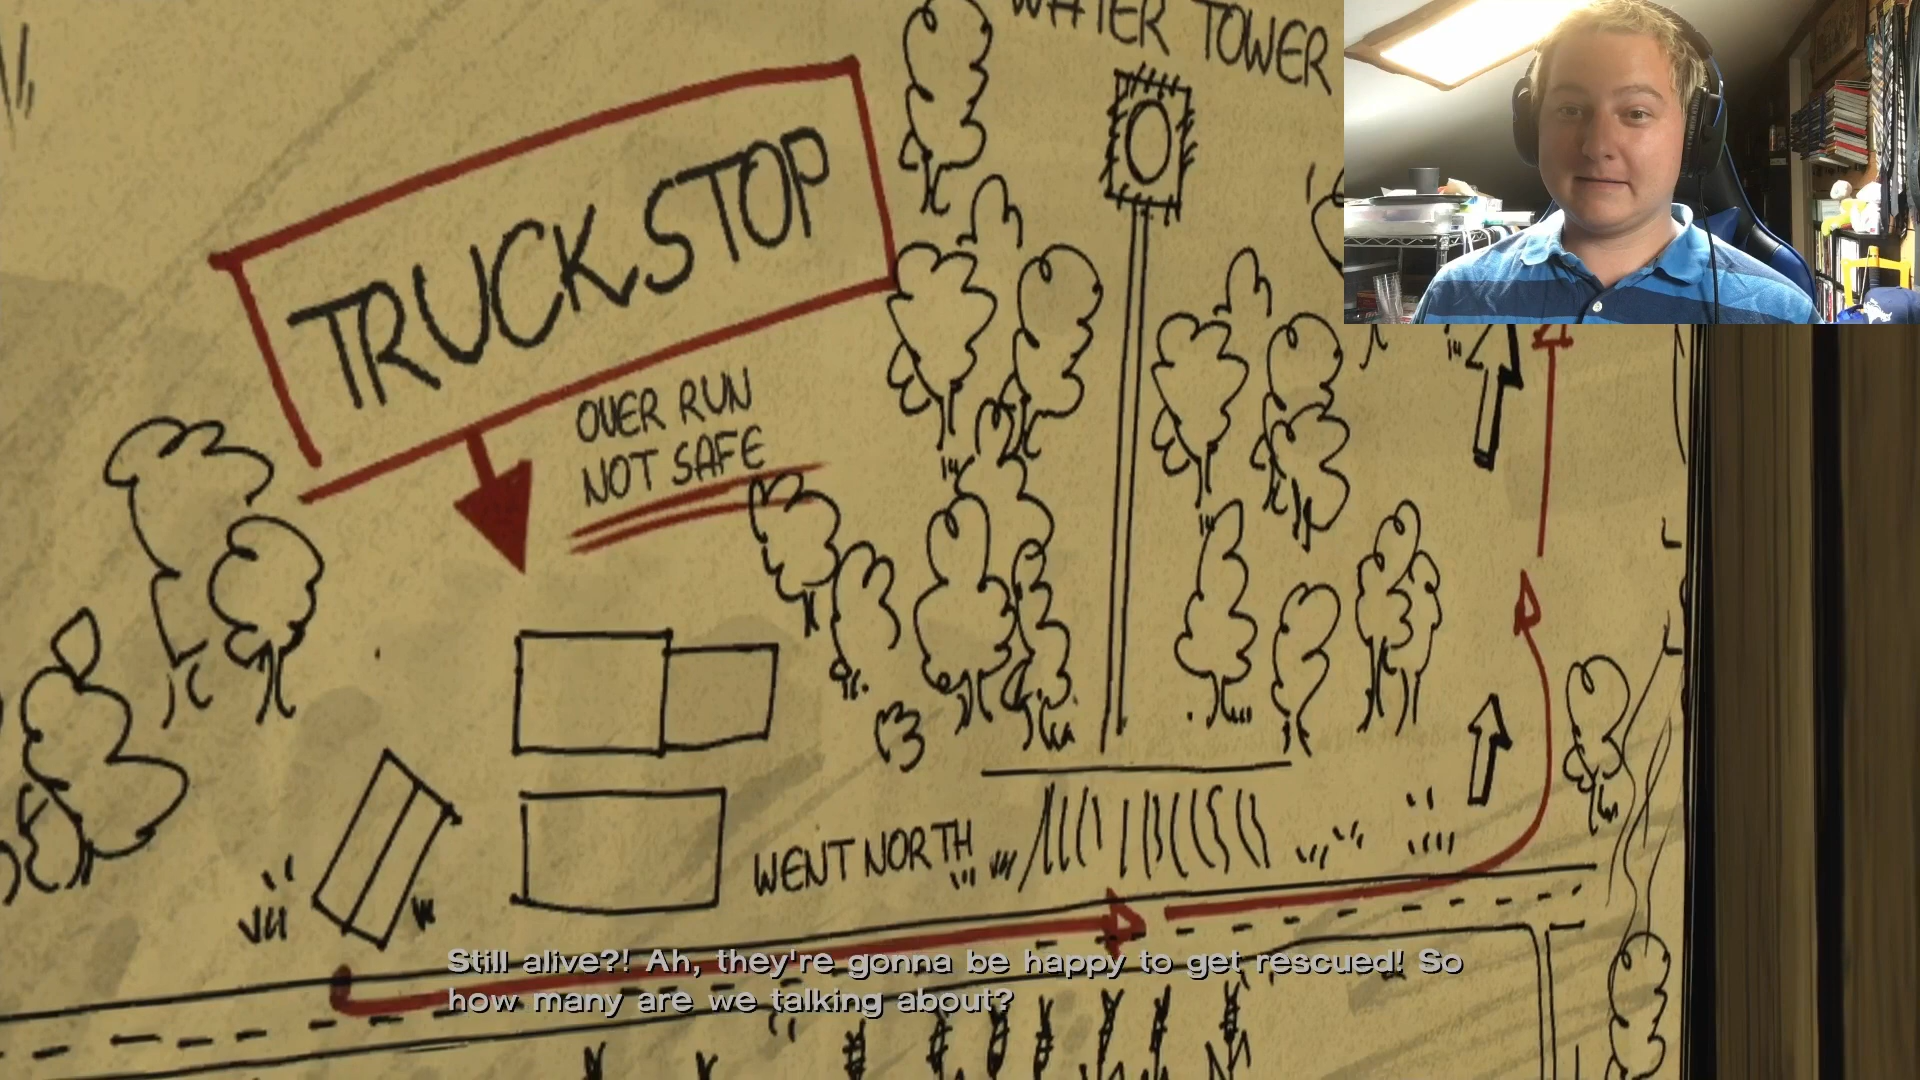 WATER TOWER
TRUCK STOP
OVER RUN
NOT SAFE
WENT NORTH
Still alive?! Ah, they're gonna be happy to get rescued! So
how many are we talking about?